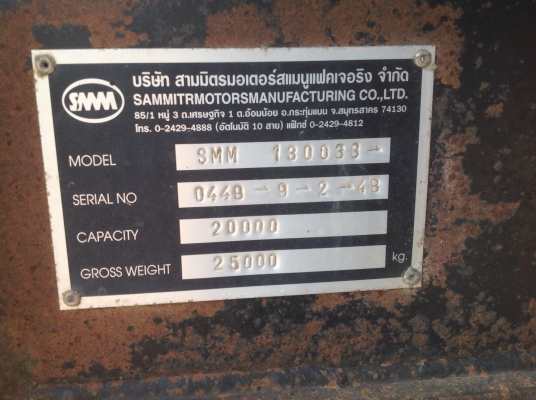 SMM
บริษัท สามมิตรมอเตอร์สแมนูแฟคเจอริง จำกัด
SAMMITRMOTORSMANUFACTURING CO.,LTD.
85/1 หมู่ 3 ถ.เศรษฐกิจ 1 ต.อ้อมน้อย อ.กระทุ่มแบน จ.สมุทรสาคร 74130
โทร. 0-2429-4888 (อัตโนมัติ 10 สาย) แฟ็กซ์ 0-2429-4812
MODEL SMM 130033-
SERIAL NO 0449-9-2-48
CAPACITY 20000
GROSS WEIGHT 25000 kg.